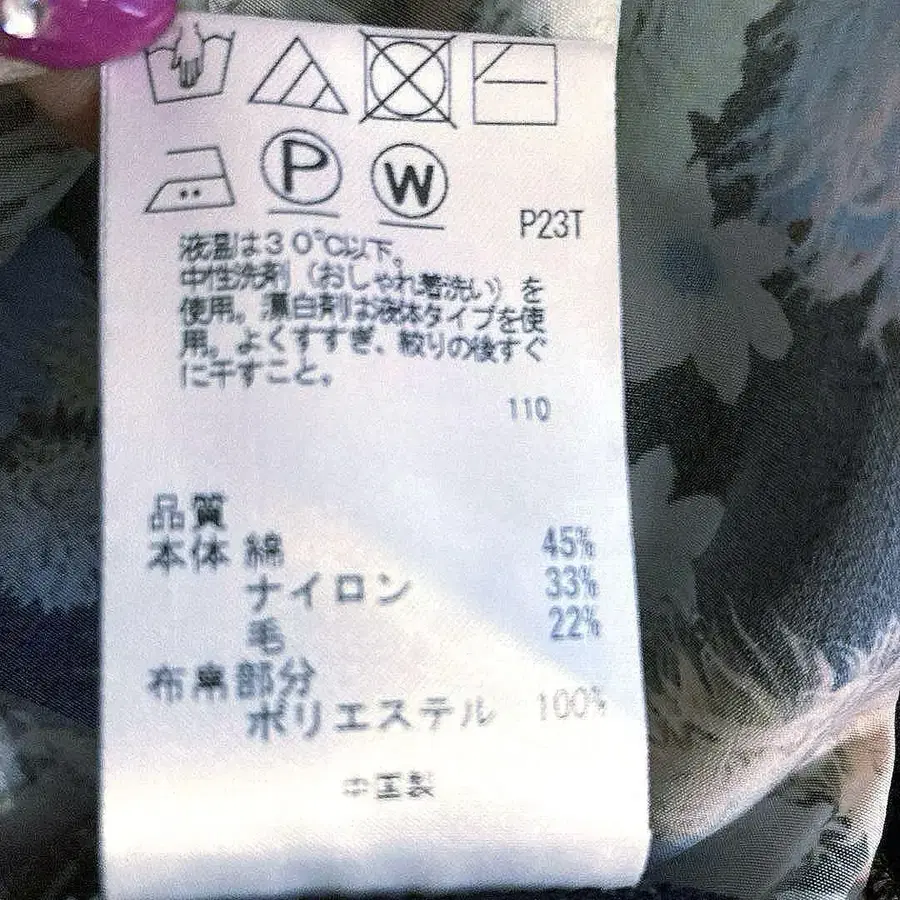 P
W
P23T
液温は30℃以下。
中性洗剤（おしゃれ着洗い）を
使用。漂白剤は液体タイプを使
用。よくすすぎ、絞りの後すぐ
に干すこと。
110
品質
本体 綿 45%
ナイロン 33%
毛 22%
布帛部分
ポリエステル 100%
中国製